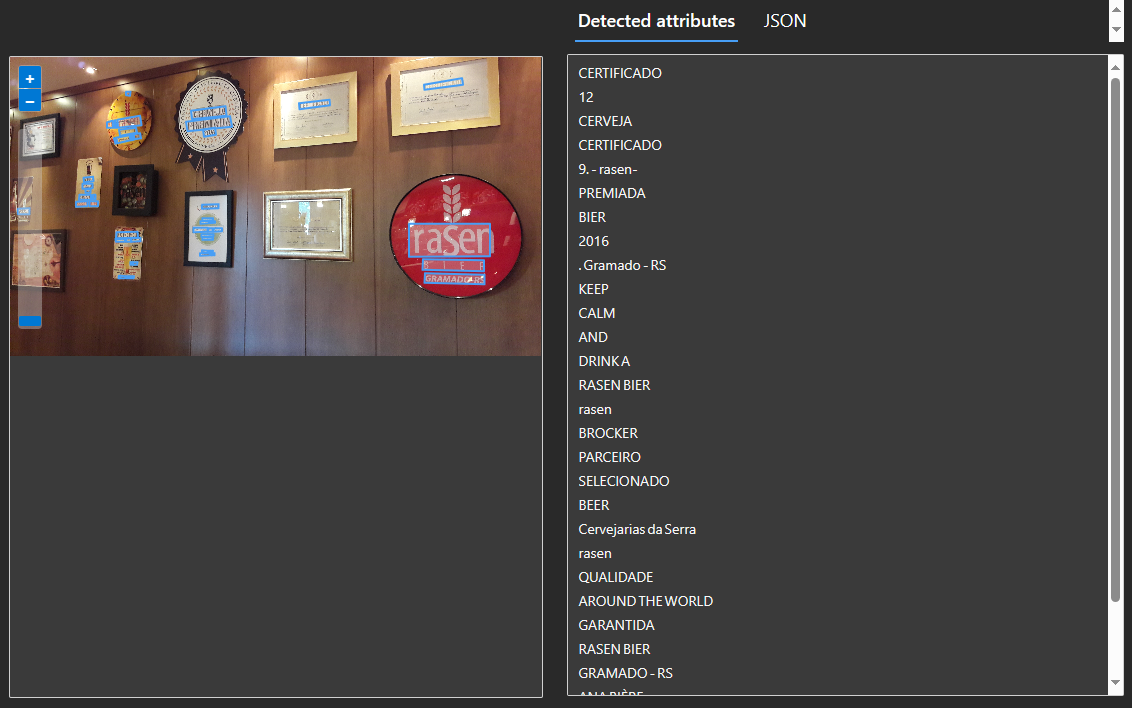 Detected attributes
JSON
+
−
raSen
BIER
GRAMADO-RS
CERTIFICADO
12
CERVEJA
CERTIFICADO
9. - rasen-
PREMIADA
BIER
2016
. Gramado - RS
KEEP
CALM
AND
DRINK A
RASEN BIER
rasen
BROCKER
PARCEIRO
SELECIONADO
BEER
Cervejarias da Serra
rasen
QUALIDADE
AROUND THE WORLD
GARANTIDA
RASEN BIER
GRAMADO - RS
ANA BIÈRE